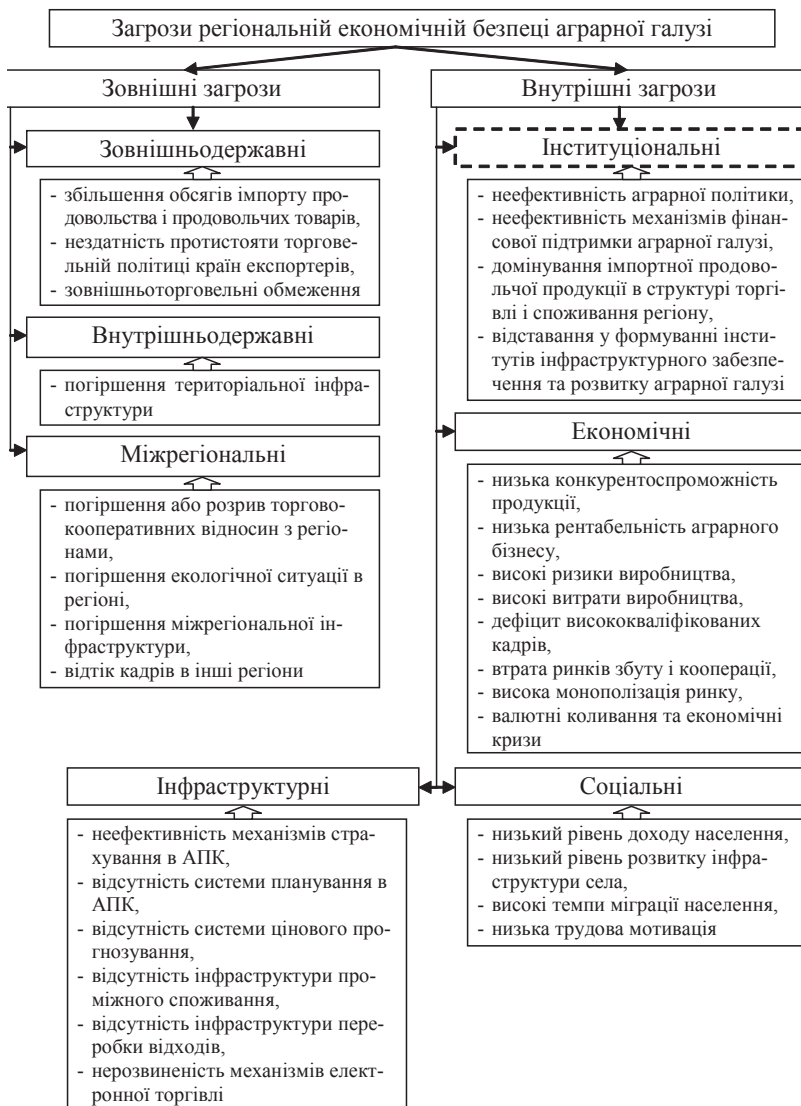 Загрози регіональній економічній безпеці аграрної галузі
Зовнішні загрози
Зовнішньодержавні
- збільшення обсягів імпорту про-
довольства і продовольчих товарів,
- нездатність протистояти торгове-
льній політиці країн експортерів,
- зовнішньоторговельні обмеження
Внутрішньодержавні
- погіршення територіальної інфра-
структури
Міжрегіональні
- погіршення або розрив торгово-
кооперативних відносин з регіо-
нами,
- погіршення екологічної ситуації в
регіоні,
- погіршення міжрегіональної ін-
фраструктури,
- відтік кадрів в інші регіони
Внутрішні загрози
Інституціональні
- неефективність аграрної політики,
- неефективність механізмів фінан-
сової підтримки аграрної галузі,
- домінування імпортної продово-
льчої продукції в структурі торгі-
влі і споживання регіону,
- відставання у формуванні інсти-
тутів інфраструктурного забезпе-
чення та розвитку аграрної галузі
Економічні
- низька конкурентоспроможність
продукції,
- низька рентабельність аграрного
бізнесу,
- високі ризики виробництва,
- високі витрати виробництва,
- дефіцит висококваліфікованих
кадрів,
- втрата ринків збуту і кооперації,
- висока монополізація ринку,
- валютні коливання та економічні
кризи
Інфраструктурні
- неефективність механізмів стра-
хування в АПК,
- відсутність системи планування в
АПК,
- відсутність системи цінового про-
гнозування,
- відсутність інфраструктури про-
міжного споживання,
- відсутність інфраструктури пере-
робки відходів,
- нерозвиненість механізмів елект-
ронної торгівлі
Соціальні
- низький рівень доходу населення,
- низький рівень розвитку інфра-
структури села,
- високі темпи міграції населення,
- низька трудова мотивація